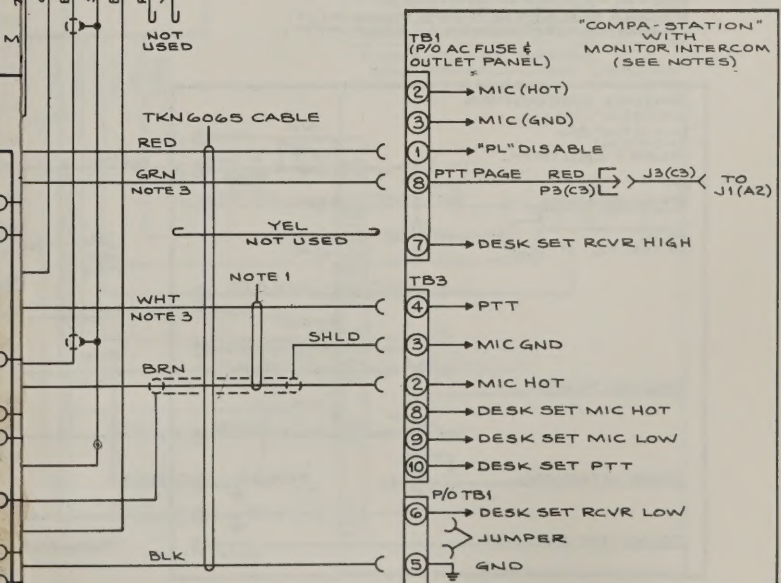 M
NOT
USED
"COMPA-STATION"
WITH
MONITOR INTERCOM
(SEE NOTES)
TB1
(P/O AC FUSE &
OUTLET PANEL)
2 MIC (HOT)
3 MIC (GND)
1 "PL" DISABLE
8 PTT PAGE RED J3(C3) TO
P3(C3) J1(A2)
7 DESK SET RCVR HIGH
TKN6065 CABLE
RED
GRN
NOTE 3
YEL
NOT USED
NOTE 1
WHT
NOTE 3
SHLD
BRN
BLK
TB3
4 PTT
3 MIC GND
2 MIC HOT
8 DESK SET MIC HOT
9 DESK SET MIC LOW
10 DESK SET PTT
P/O TB1
6 DESK SET RCVR LOW
JUMPER
5 GND